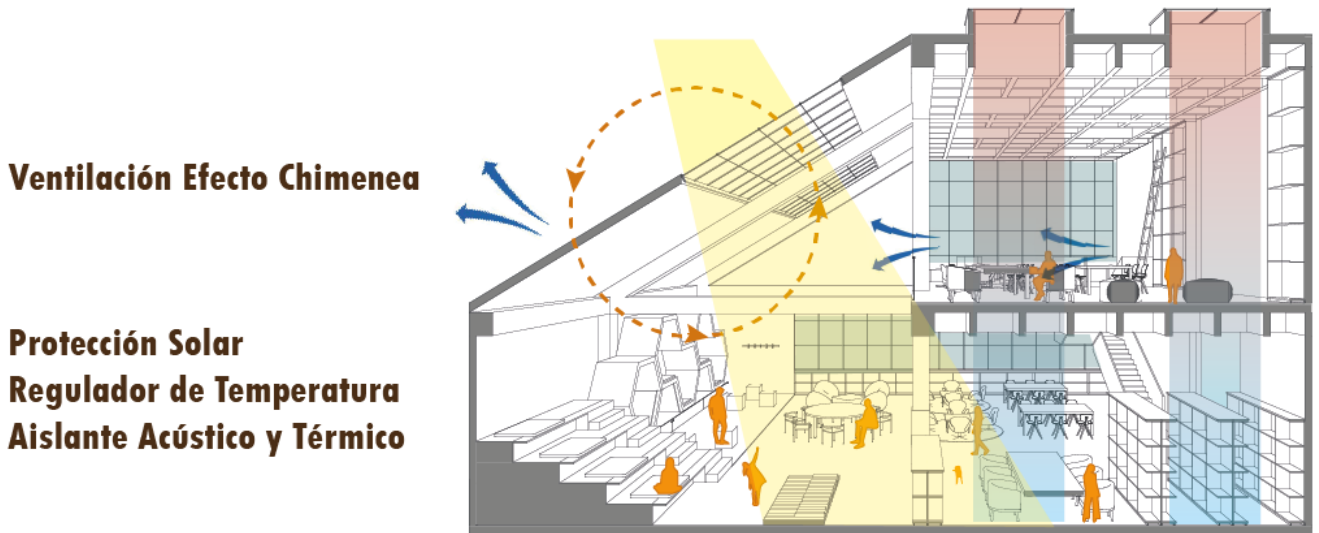 Ventilación Efecto Chimenea
Protección Solar
Regulador de Temperatura
Aislante Acústico y Térmico